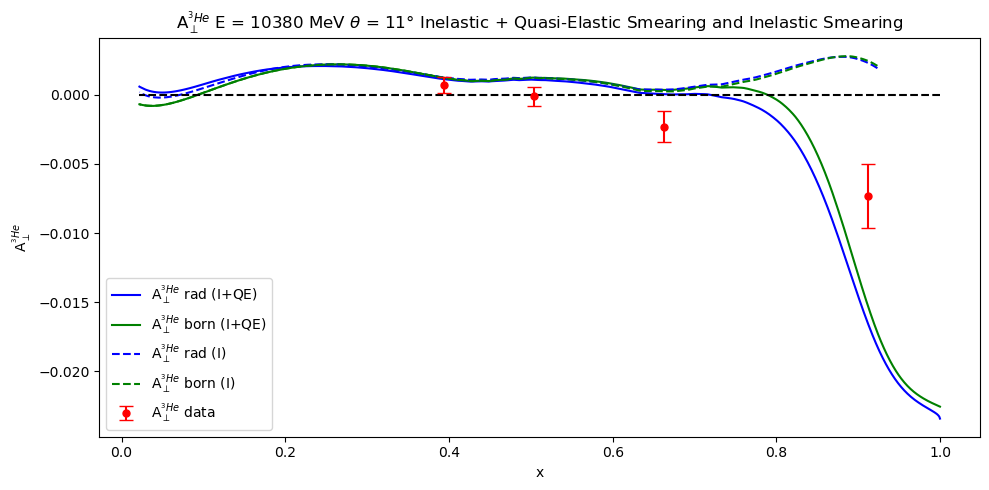 A⊥^3He E = 10380 MeV θ = 11° Inelastic + Quasi-Elastic Smearing and Inelastic Smearing
A⊥^3He
0.000
−0.005
−0.010
−0.015
−0.020
A⊥^3He rad (I+QE)
A⊥^3He born (I+QE)
A⊥^3He rad (I)
A⊥^3He born (I)
A⊥^3He data
0.0 0.2 0.4 0.6 0.8 1.0
x